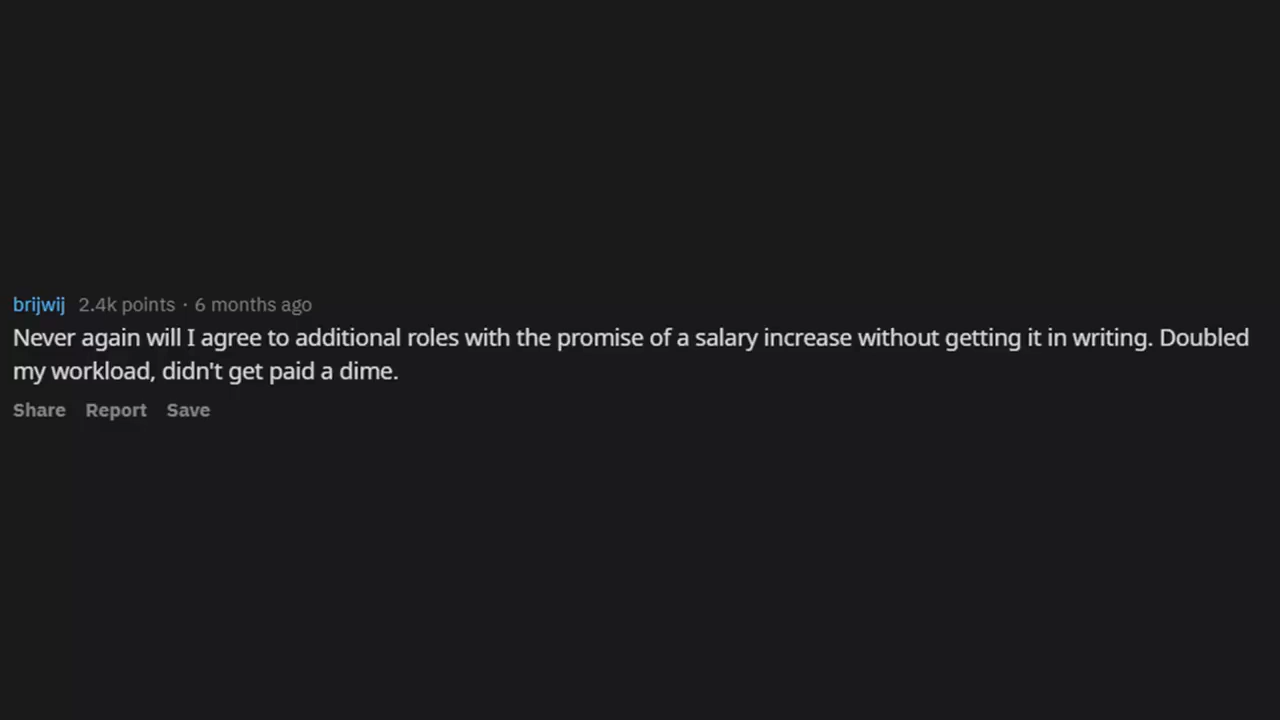 brijwij 2.4k points · 6 months ago
Never again will I agree to additional roles with the promise of a salary increase without getting it in writing. Doubled
my workload, didn't get paid a dime.
Share Report Save